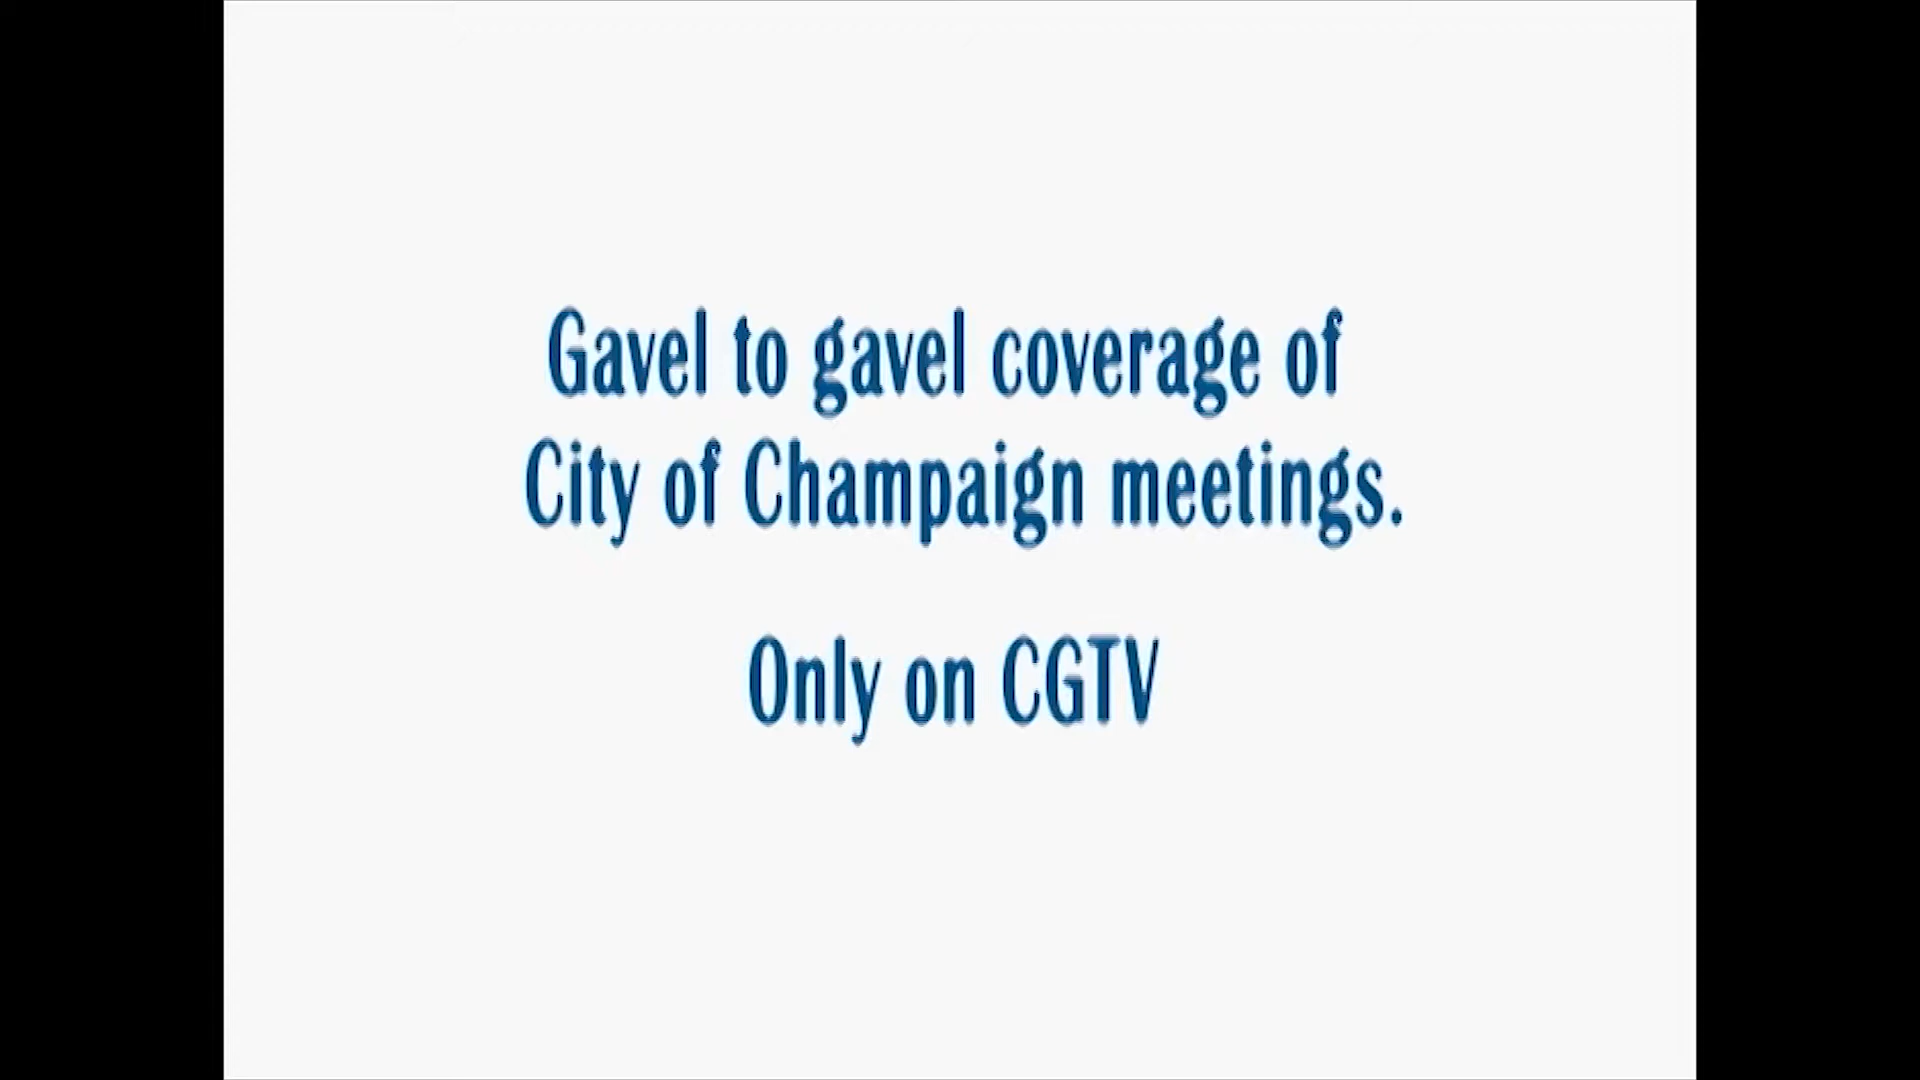 Gavel to gavel coverage of
City of Champaign meetings.
Only on CGTV